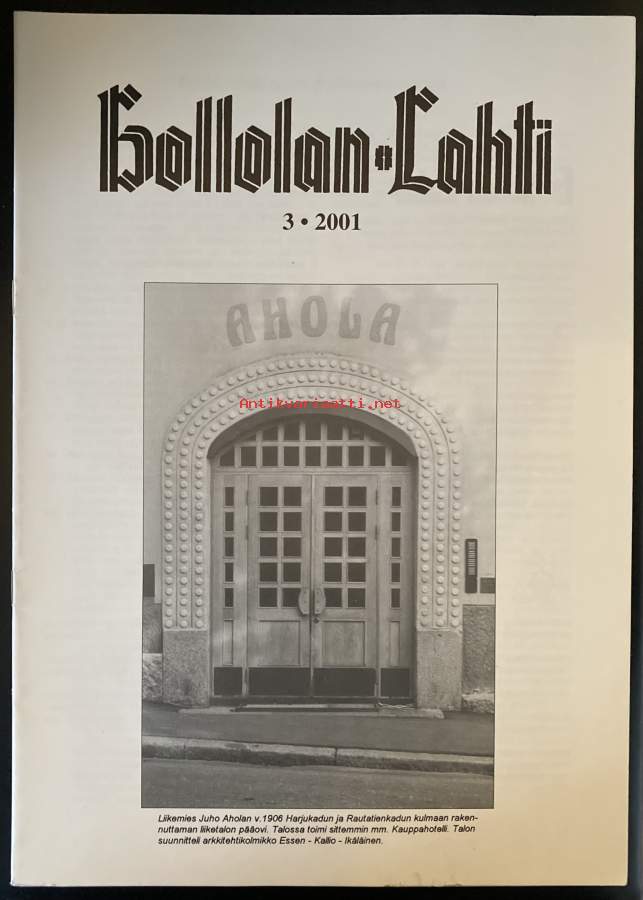 Hollolan-Lahti
3 • 2001
AHOLA
Antikvariaatti.net
Liikemies Juho Aholan v.1906 Harjukadun ja Rautatienkadun kulmaan raken-
nuttaman liiketalon pääovi. Talossa toimi sittemmin mm. Kauppahotelli. Talon
suunnitteli arkkitehtikolmikko Essen - Kallio - Ikäläinen.